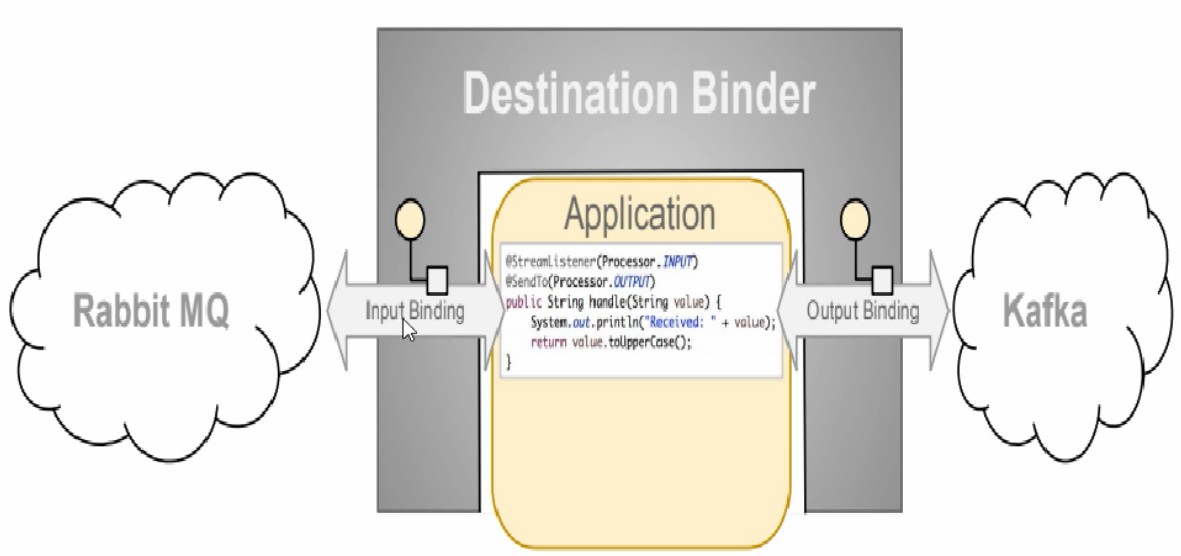 Destination Binder
Rabbit MQ
Input Binding
Application
@StreamListener(Processor.INPUT)
@SendTo(Processor.OUTPUT)
public String handle(String value) {
System.out.println("Received: " + value);
return value.toUpperCase();
}
Output Binding
Kafka